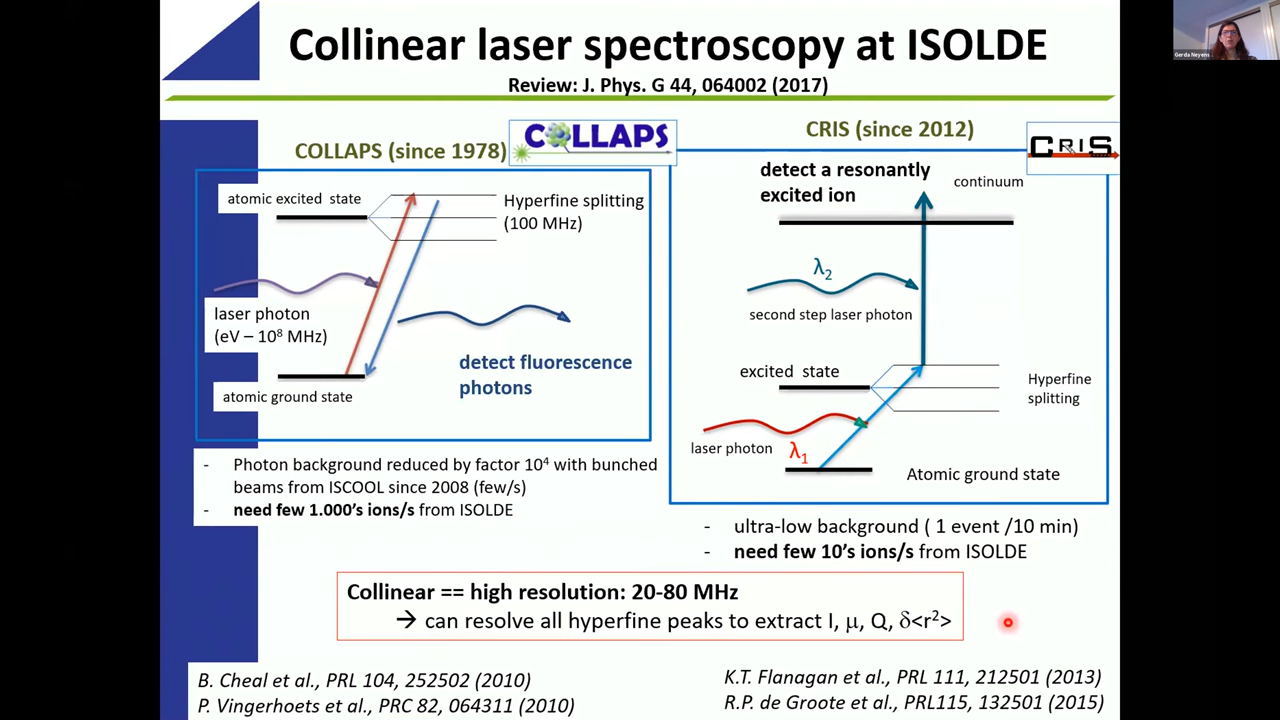 Collinear laser spectroscopy at ISOLDE
Review: J. Phys. G 44, 064002 (2017)
Gerda Neyens
COLLAPS (since 1978)
COLLAPS
atomic excited state
Hyperfine splitting
(100 MHz)
laser photon
(eV – 10⁸ MHz)
detect fluorescence
photons
atomic ground state
- Photon background reduced by factor 10⁴ with bunched
beams from ISCOOL since 2008 (few/s)
- need few 1.000's ions/s from ISOLDE
CRIS (since 2012)
CRIS
detect a resonantly
excited ion
continuum
λ₂
second step laser photon
excited state
Hyperfine
splitting
laser photon
λ₁
Atomic ground state
- ultra-low background ( 1 event /10 min)
- need few 10's ions/s from ISOLDE
Collinear == high resolution: 20-80 MHz
→ can resolve all hyperfine peaks to extract I, μ, Q, δ<r²>
B. Cheal et al., PRL 104, 252502 (2010)
P. Vingerhoets et al., PRC 82, 064311 (2010)
K.T. Flanagan et al., PRL 111, 212501 (2013)
R.P. de Groote et al., PRL115, 132501 (2015)